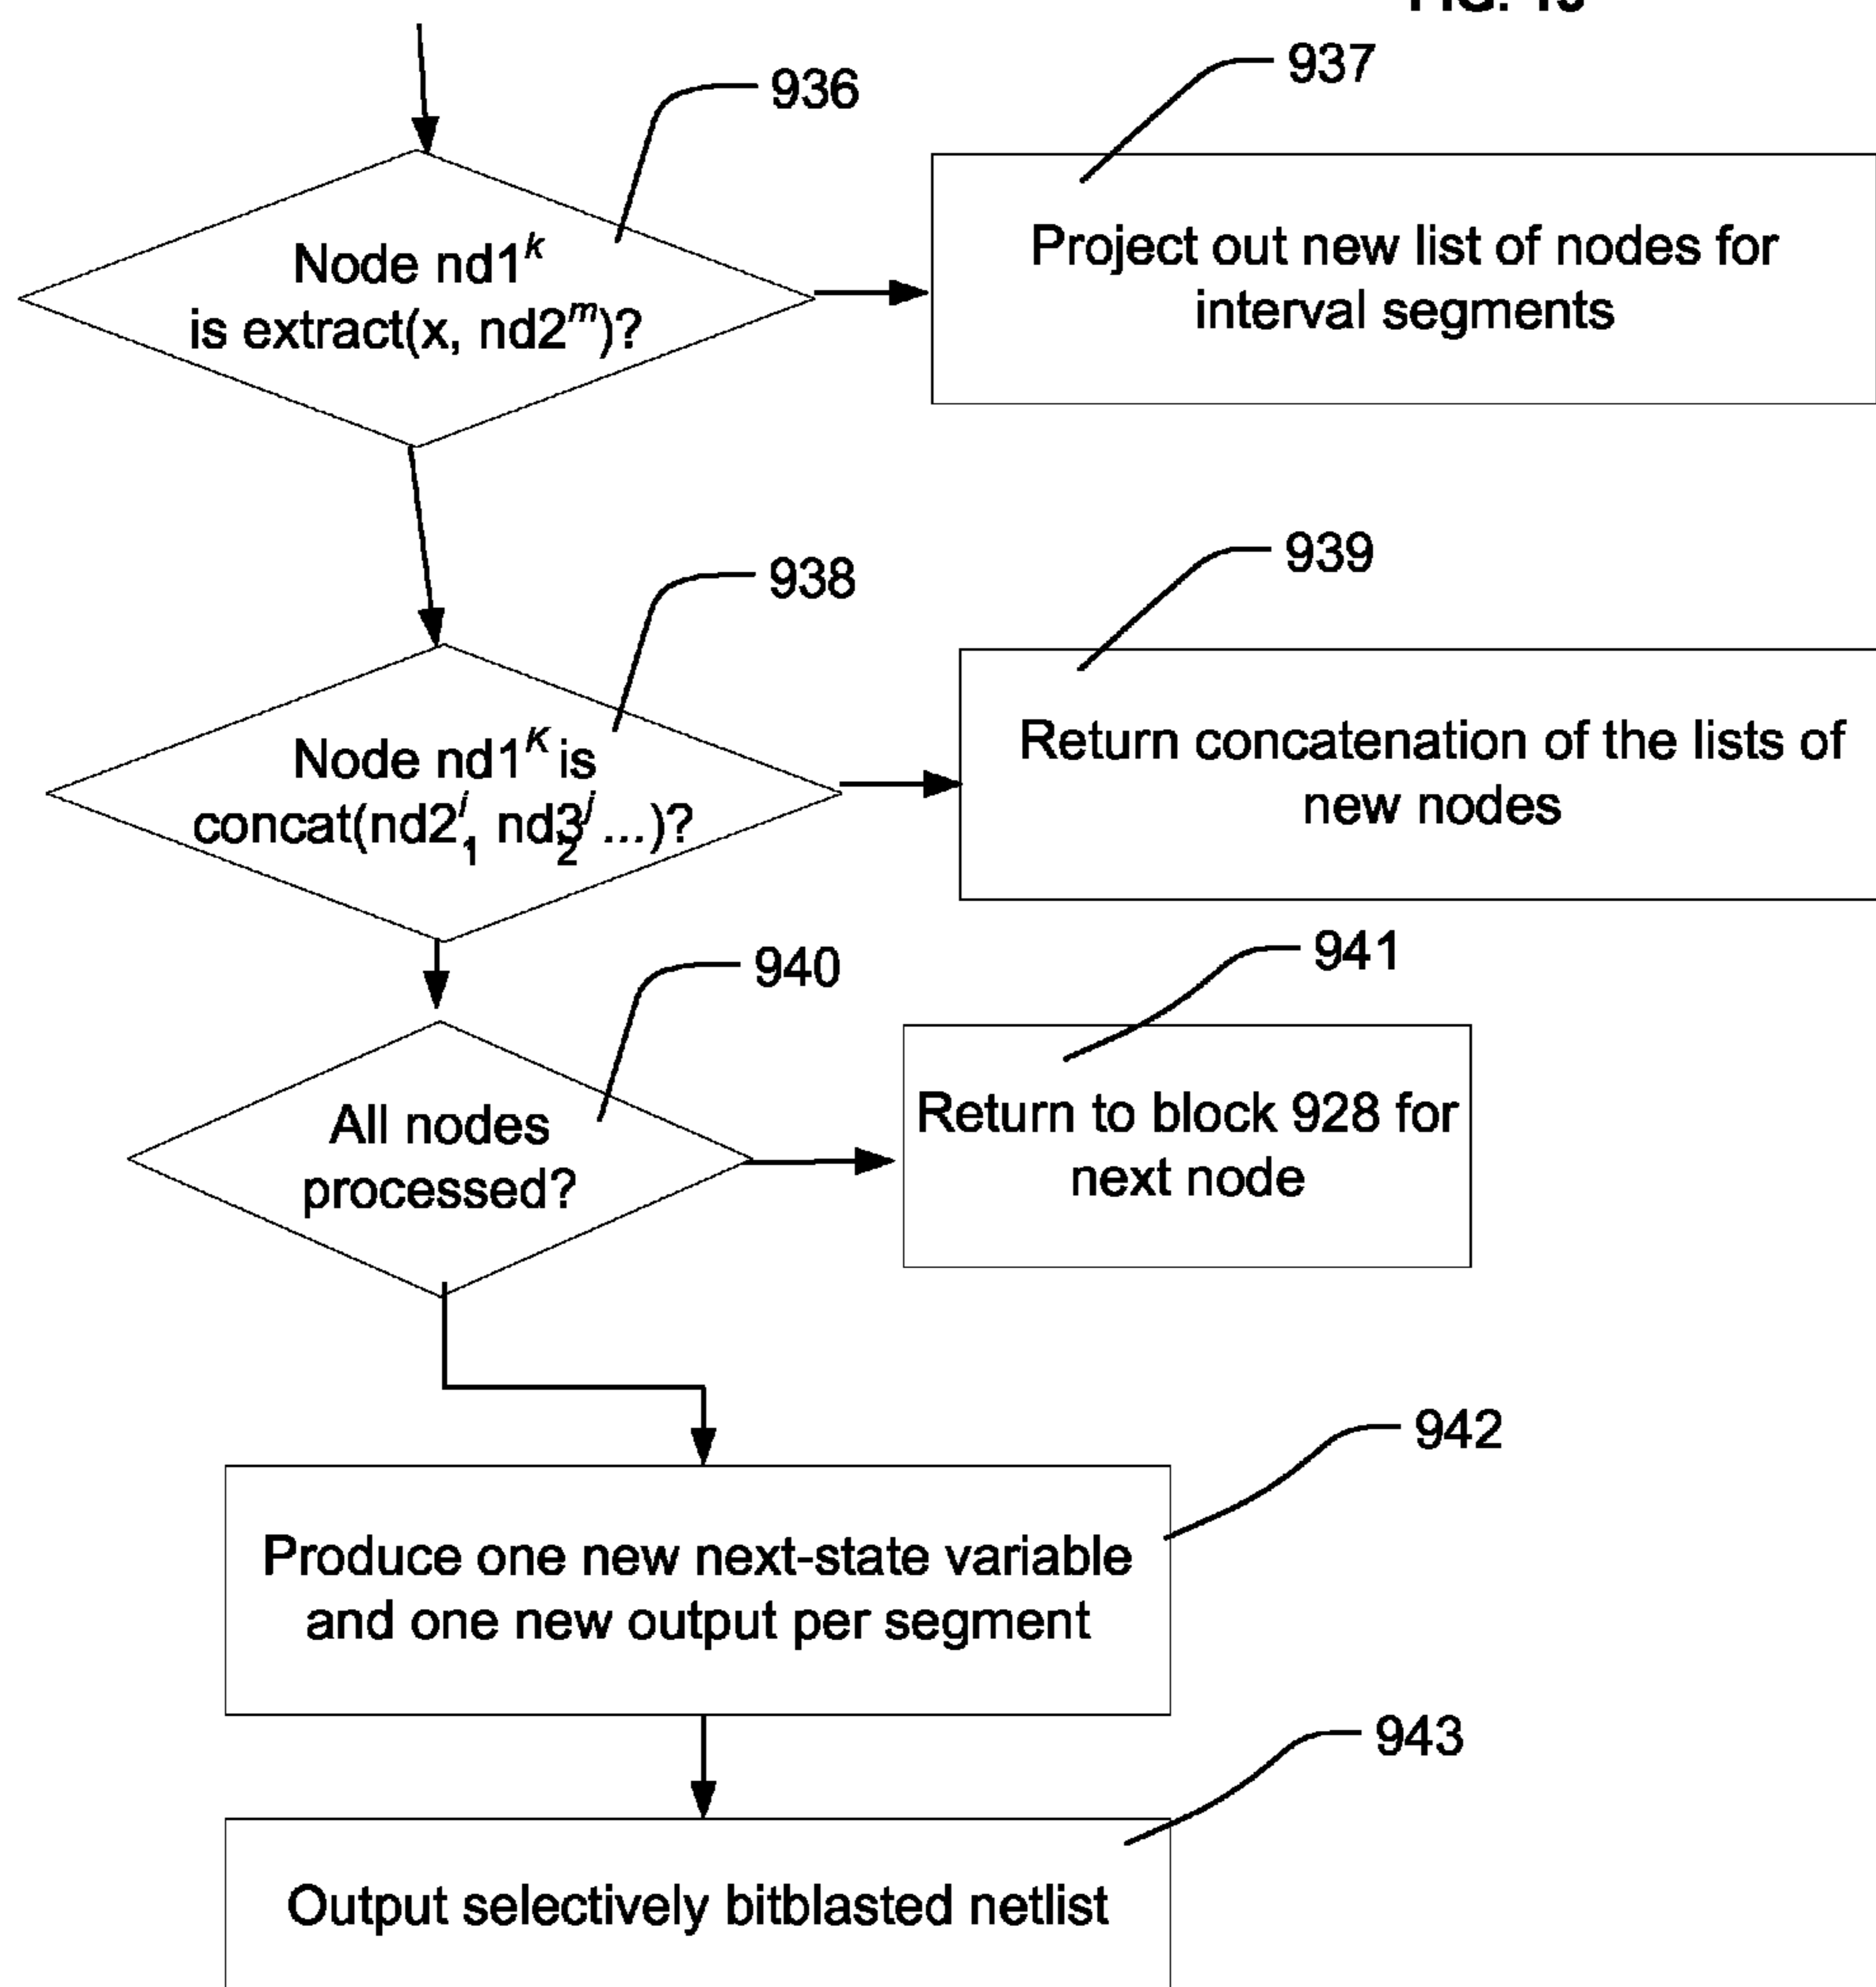 936
937
Node nd1ᵏ
is extract(x, nd2ᵐ)?
Project out new list of nodes for
interval segments
938
939
Node nd1ᴷ is
concat(nd2ⁱ₁ nd3ʲ₂ ...)?
Return concatenation of the lists of
new nodes
940
941
All nodes
processed?
Return to block 928 for
next node
942
Produce one new next-state variable
and one new output per segment
943
Output selectively bitblasted netlist